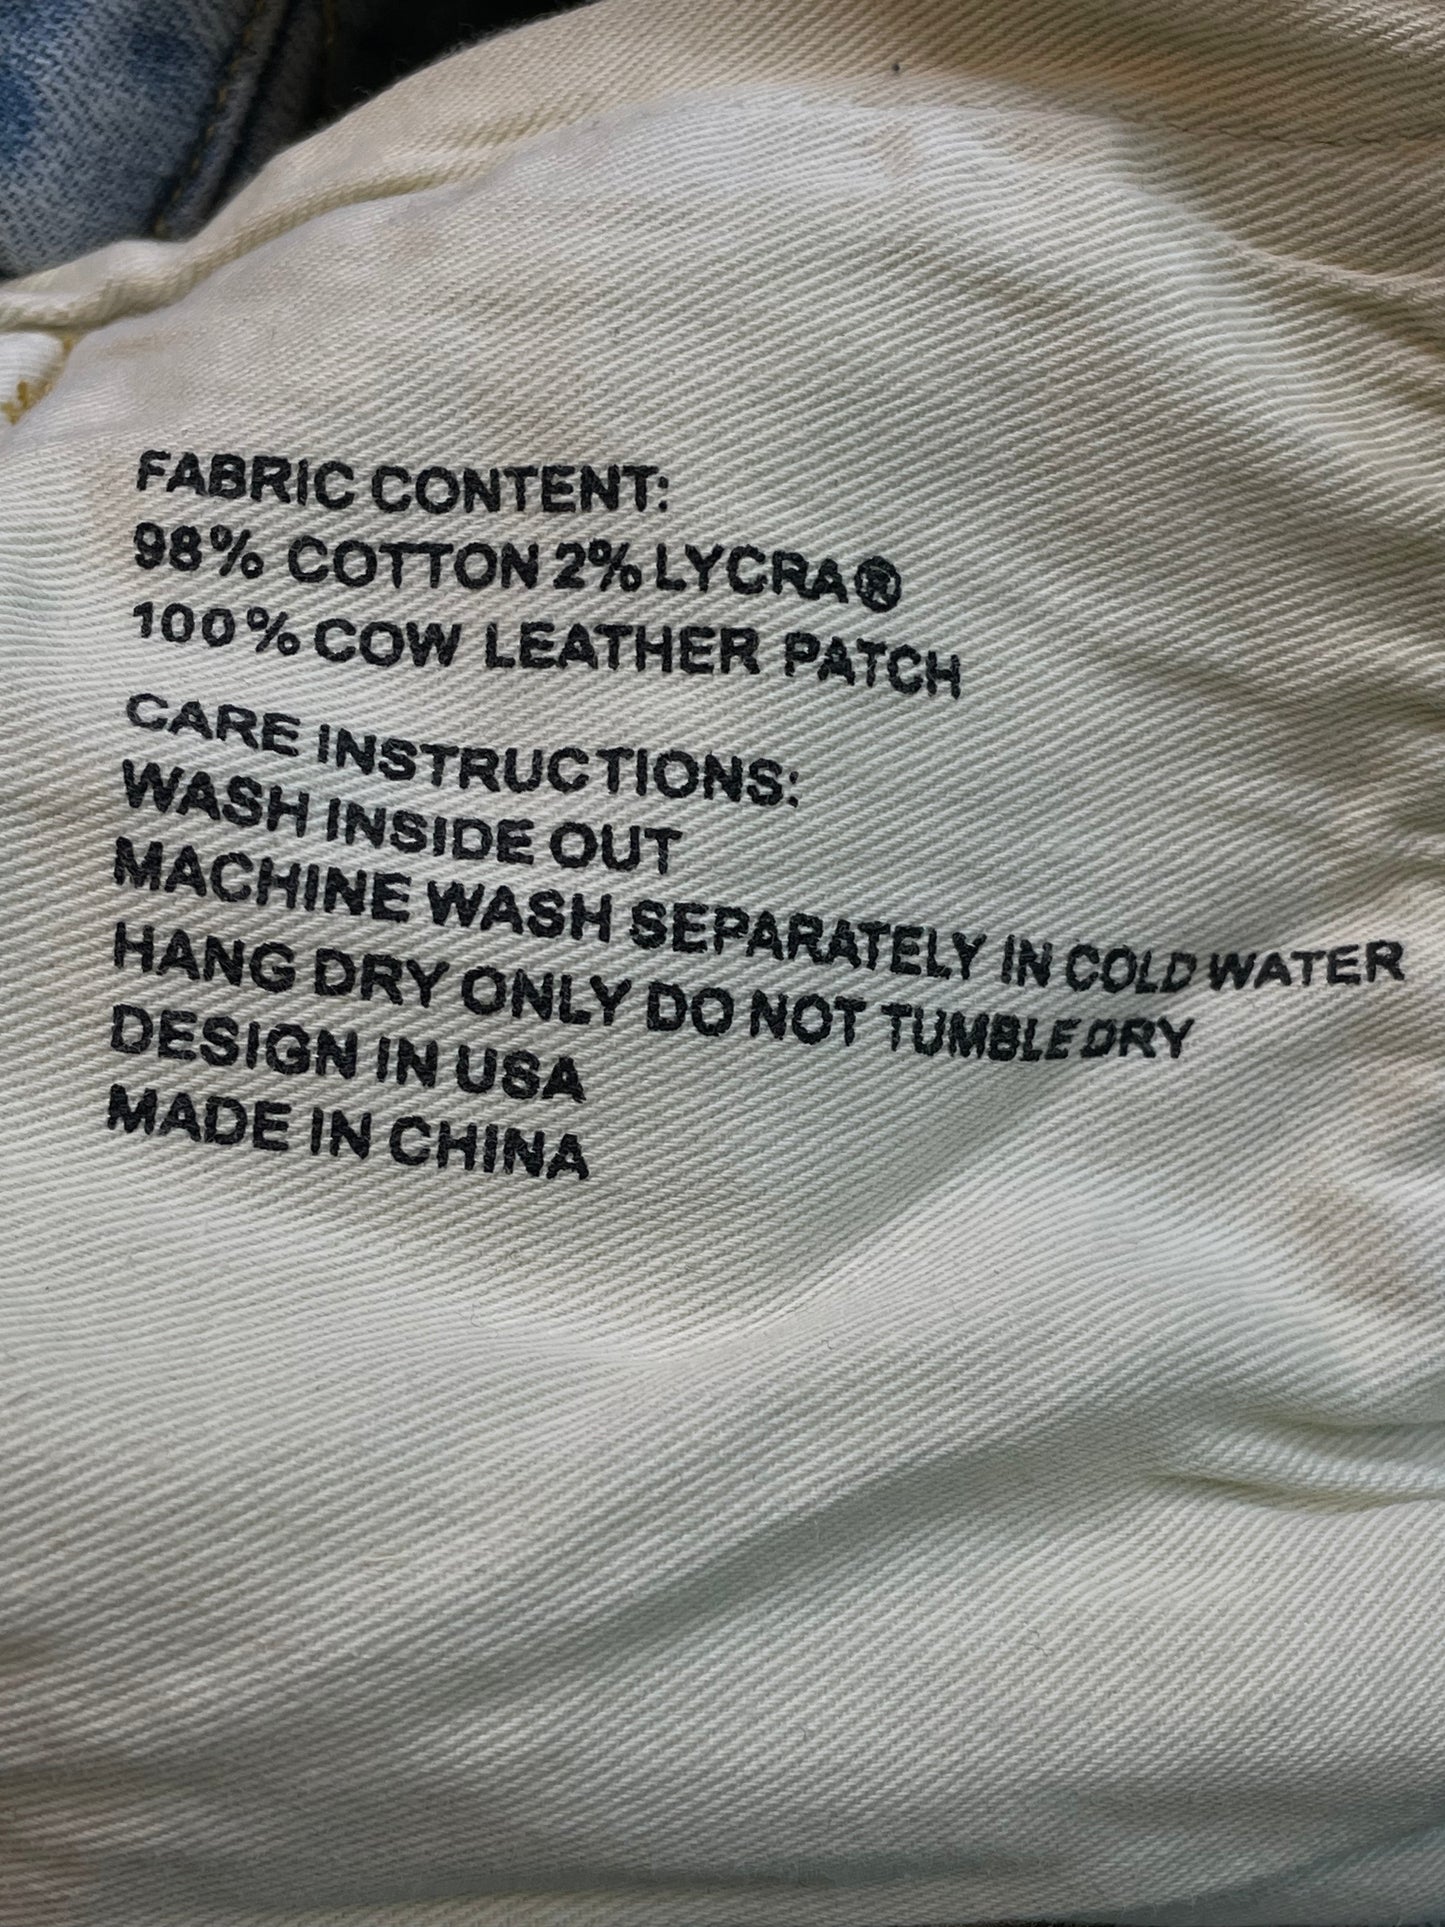 FABRIC CONTENT:
98% COTTON 2% LYCRA®
100% COW LEATHER PATCH
CARE INSTRUCTIONS:
WASH INSIDE OUT
MACHINE WASH SEPARATELY IN COLD WATER
HANG DRY ONLY DO NOT TUMBLE DRY
DESIGN IN USA
MADE IN CHINA